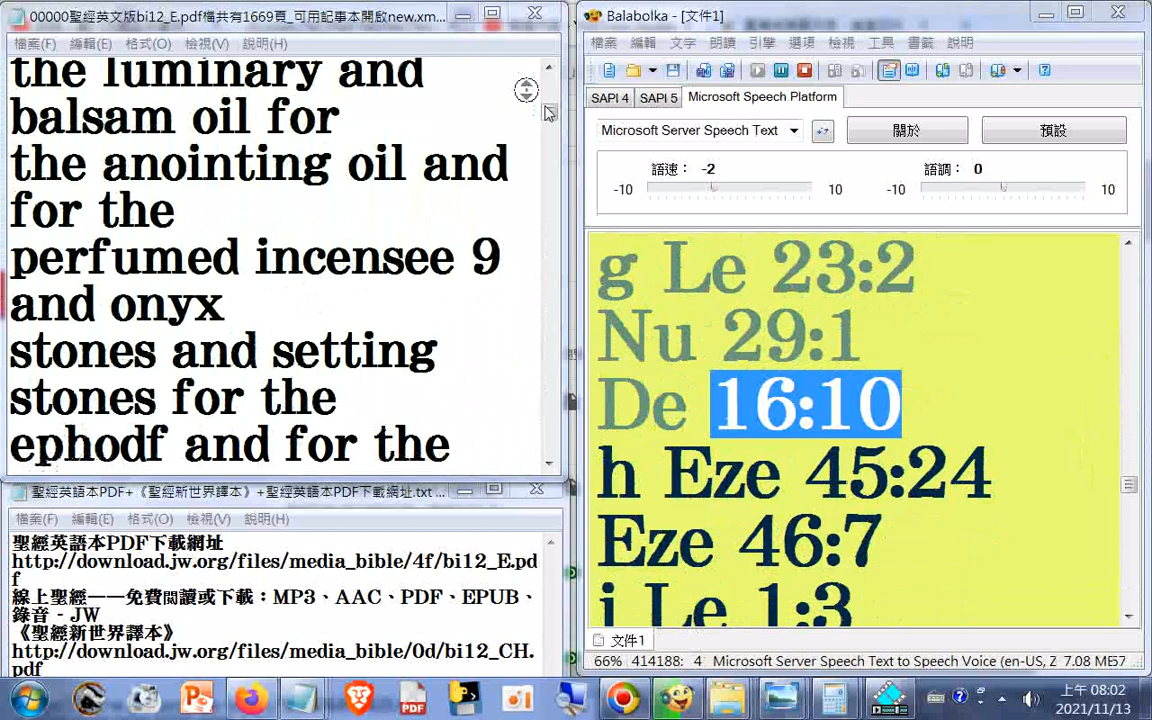 00000聖經英文版bi12_E.pdf檔共有1669頁_可用記事本開啟new.xm...
檔案(F) 編輯(E) 格式(O) 檢視(V) 說明(H)
the luminary and
balsam oil for
the anointing oil and
for the
perfumed incensee 9
and onyx
stones and setting
stones for the
ephodf and for the
聖經英語本PDF+《聖經新世界譯本》+聖經英語本PDF下載網址.txt ...
檔案(F) 編輯(E) 格式(O) 檢視(V) 說明(H)
聖經英語本PDF下載網址
http://download.jw.org/files/media_bible/4f/bi12_E.pd
f
線上聖經——免費閱讀或下載：MP3、AAC、PDF、EPUB、
錄音 - JW
《聖經新世界譯本》
http://download.jw.org/files/media_bible/0d/bi12_CH.
pdf
Balabolka - [文件1]
檔案 編輯 文字 朗讀 引擎 選項 檢視 工具 書籤 說明
SAPI 4 SAPI 5 Microsoft Speech Platform
Microsoft Server Speech Text 關於 預設
語速： -2 語調： 0
-10 10 -10 10
g Le 23:2
Nu 29:1
De 16:10
h Eze 45:24
Eze 46:7
i Le 1:3
文件1
66% 414188: 4 Microsoft Server Speech Text to Speech Voice (en-US, Z 7.08 ME57
上午 08:02
2021/11/13